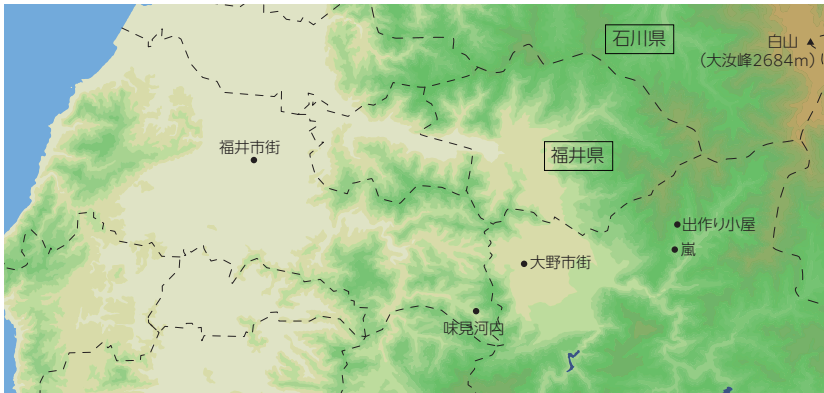 石川県
白山
(大汝峰2684m)
福井市街
福井県
出作り小屋
嵐
大野市街
味見河内